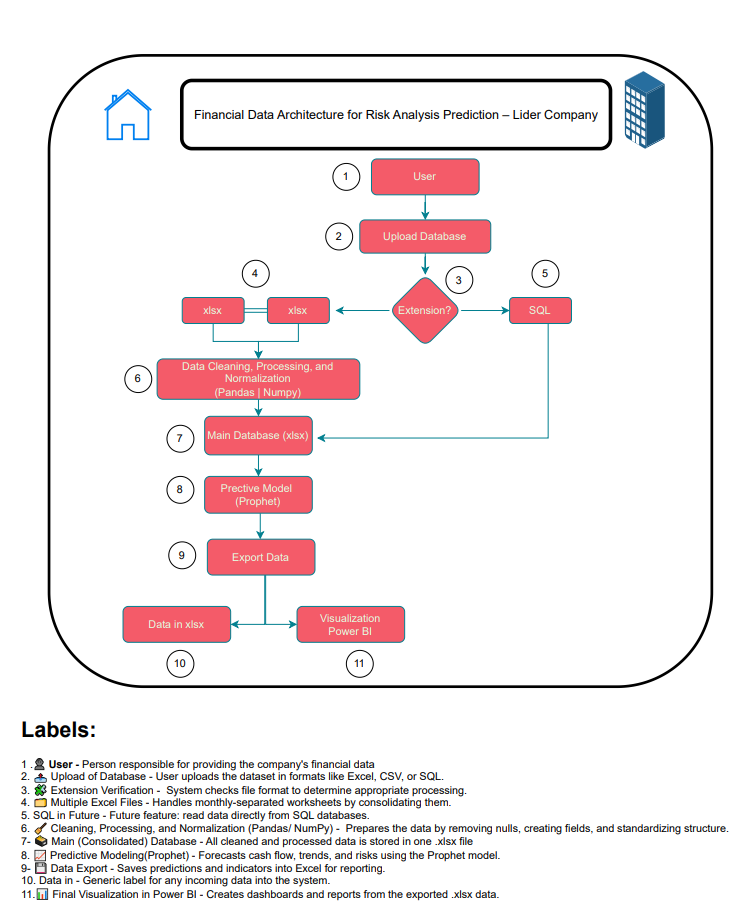 Financial Data Architecture for Risk Analysis Prediction – Lider Company
1
User
2
Upload Database
3
4
5
xlsx
xlsx
Extension?
SQL
6
Data Cleaning, Processing, and
Normalization
(Pandas | Numpy)
7
Main Database (xlsx)
8
Prective Model
(Prophet)
9
Export Data
Data in xlsx
Visualization
Power BI
10
11
Labels:
1 . User - Person responsible for providing the company's financial data
2. Upload of Database - User uploads the dataset in formats like Excel, CSV, or SQL.
3. Extension Verification - System checks file format to determine appropriate processing.
4. Multiple Excel Files - Handles monthly-separated worksheets by consolidating them.
5. SQL in Future - Future feature: read data directly from SQL databases.
6. Cleaning, Processing, and Normalization (Pandas/ NumPy) - Prepares the data by removing nulls, creating fields, and standardizing structure.
7- Main (Consolidated) Database - All cleaned and processed data is stored in one .xlsx file
8. Predictive Modeling(Prophet) - Forecasts cash flow, trends, and risks using the Prophet model.
9- Data Export - Saves predictions and indicators into Excel for reporting.
10. Data in - Generic label for any incoming data into the system.
11. Final Visualization in Power BI - Creates dashboards and reports from the exported .xlsx data.